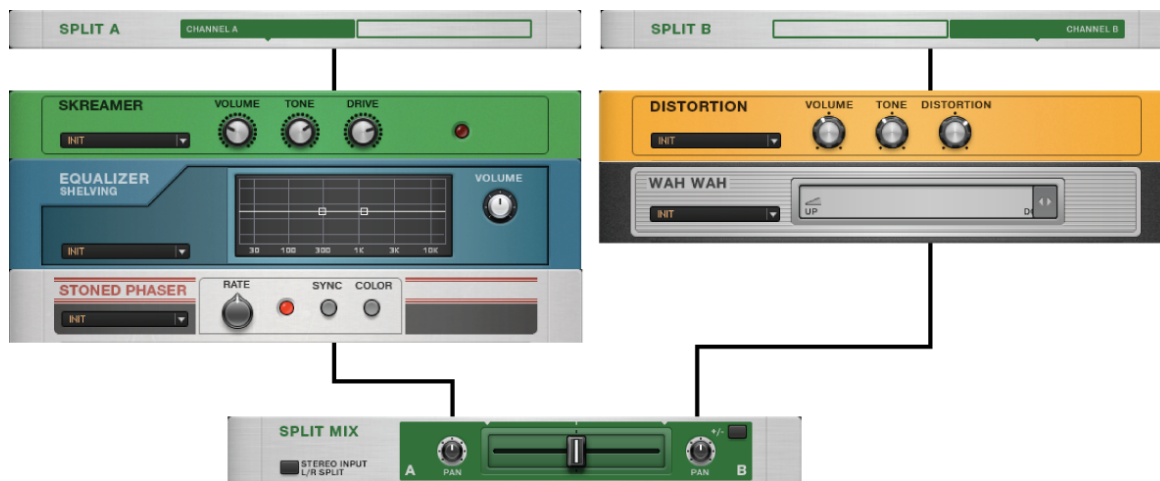 SPLIT A
CHANNEL A
SPLIT B
CHANNEL B
SKREAMER
VOLUME TONE DRIVE
INIT
EQUALIZER
SHELVING
VOLUME
INIT
30 100 300 1K 3K 10K
STONED PHASER
RATE SYNC COLOR
INIT
DISTORTION
VOLUME TONE DISTORTION
INIT
WAH WAH
INIT
UP
SPLIT MIX
STEREO INPUT
L/R SPLIT
A PAN
+/-
PAN B